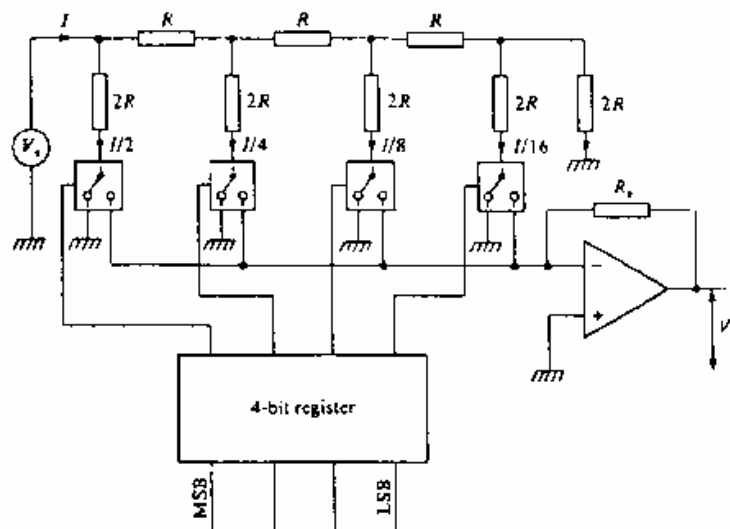 I R R R
2R 2R 2R 2R 2R
I/2 I/4 I/8 I/16
− 
+
V
4-bit register
MSB LSB